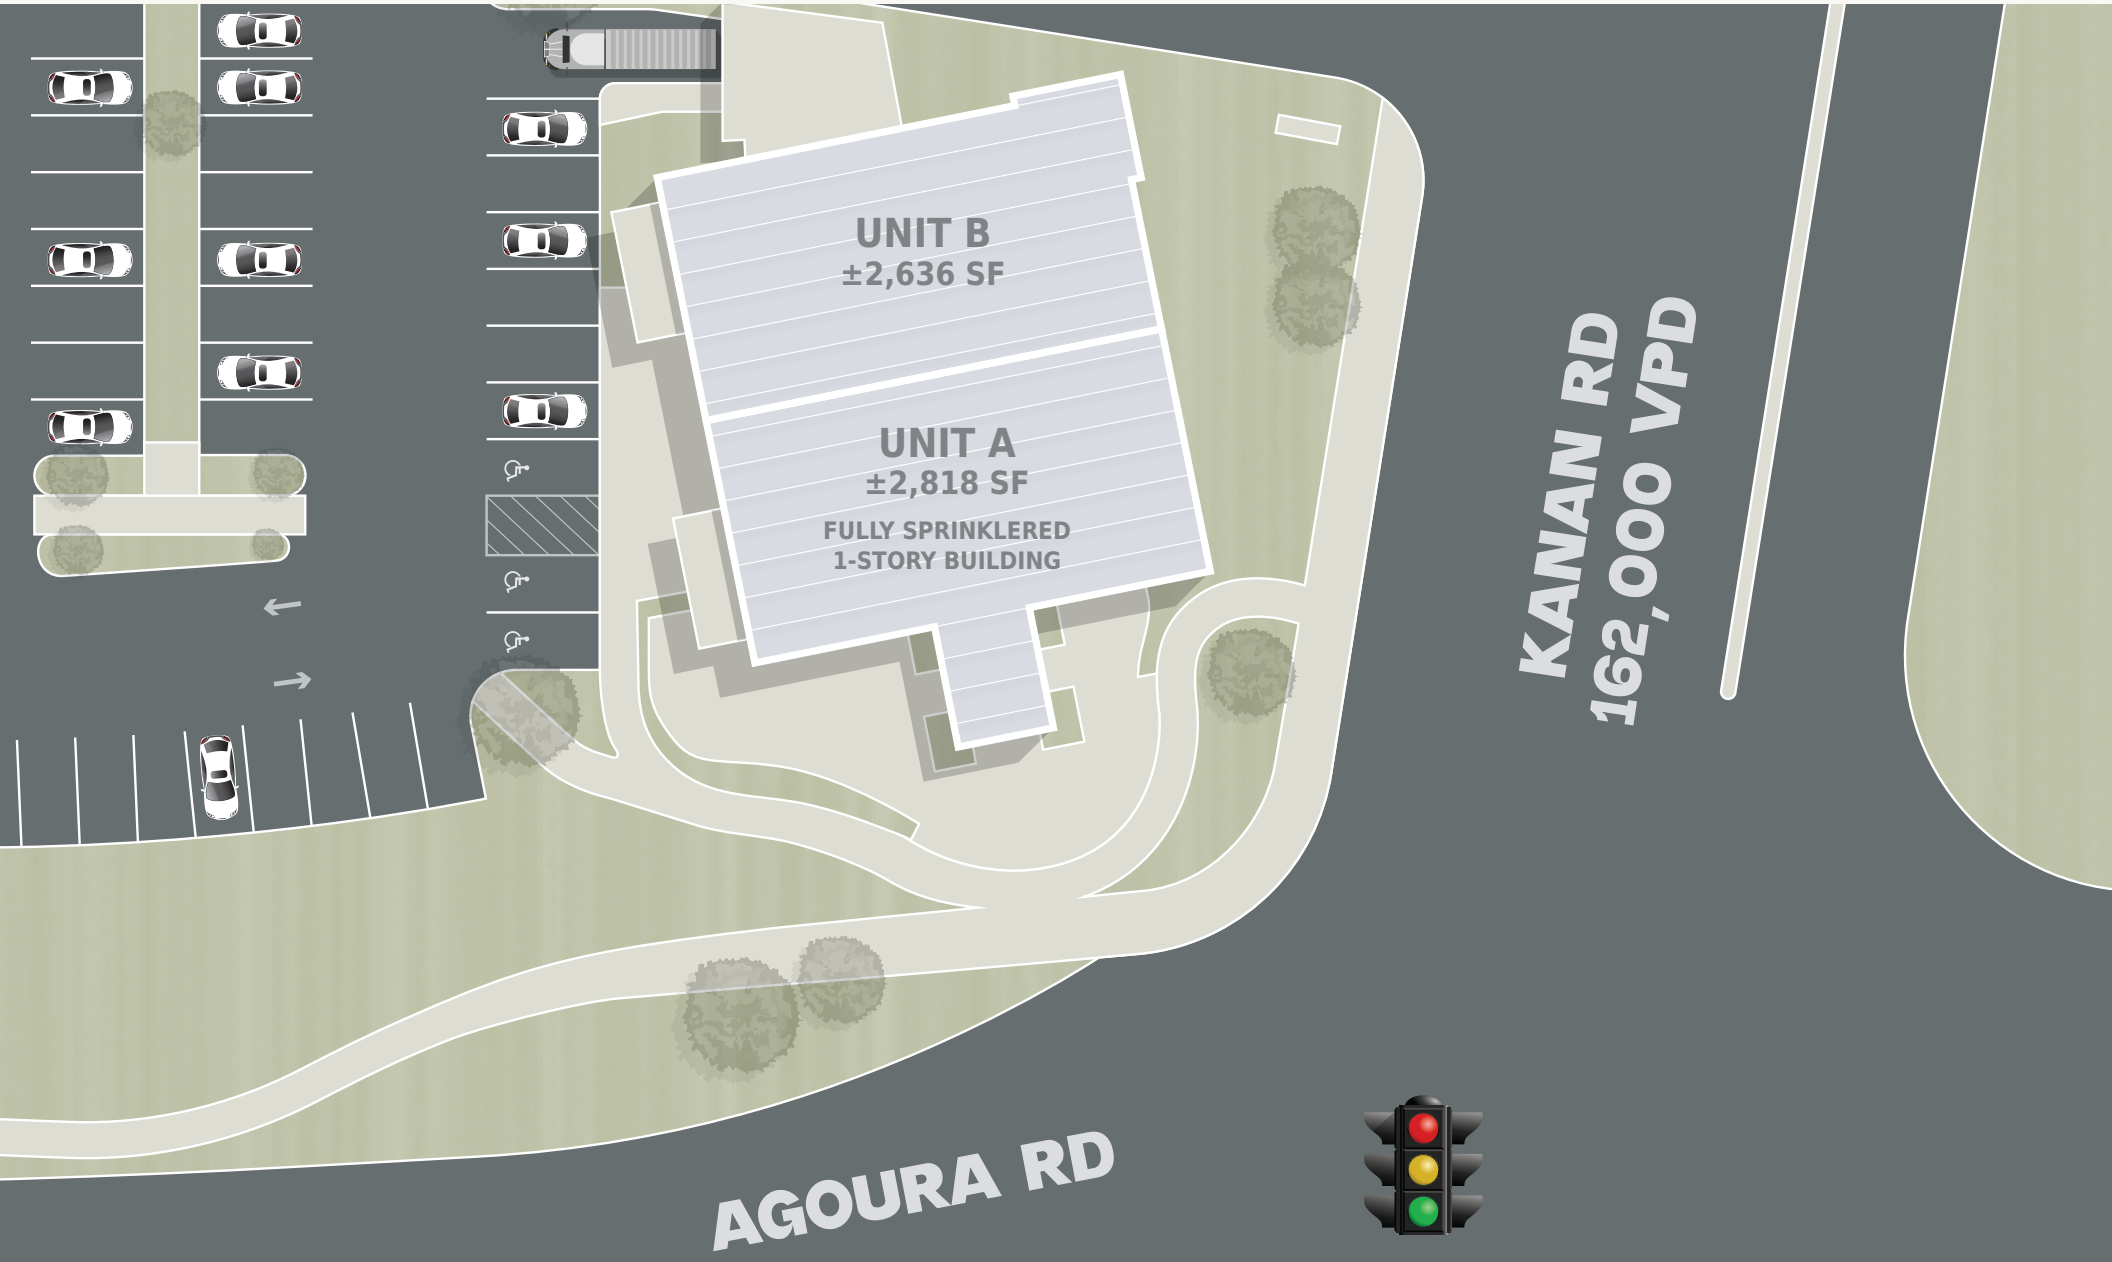 UNIT B
±2,636 SF
UNIT A
±2,818 SF
FULLY SPRINKLERED
1-STORY BUILDING
KANAN RD
162,000 VPD
AGOURA RD